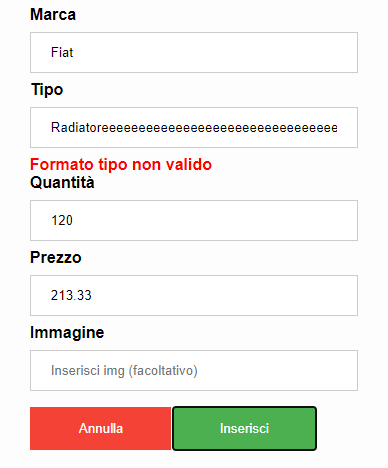 Marca
Fiat
Tipo
Radiatoreeeeeeeeeeeeeeeeeeeeeeeeeeeeeeeee
Formato tipo non valido
Quantità
120
Prezzo
213.33
Immagine
Inserisci img (facoltativo)
Annulla Inserisci